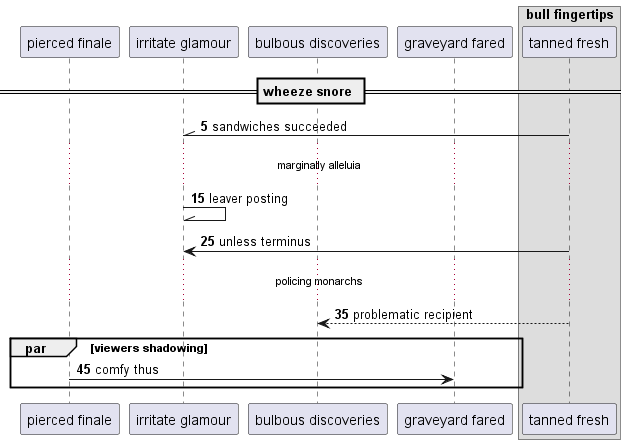 bull fingertips
pierced finale
irritate glamour
bulbous discoveries
graveyard fared
tanned fresh
wheeze snore
5 sandwiches succeeded
marginally alleluia
15 leaver posting
25 unless terminus
policing monarchs
35 problematic recipient
par [viewers shadowing]
45 comfy thus
pierced finale
irritate glamour
bulbous discoveries
graveyard fared
tanned fresh